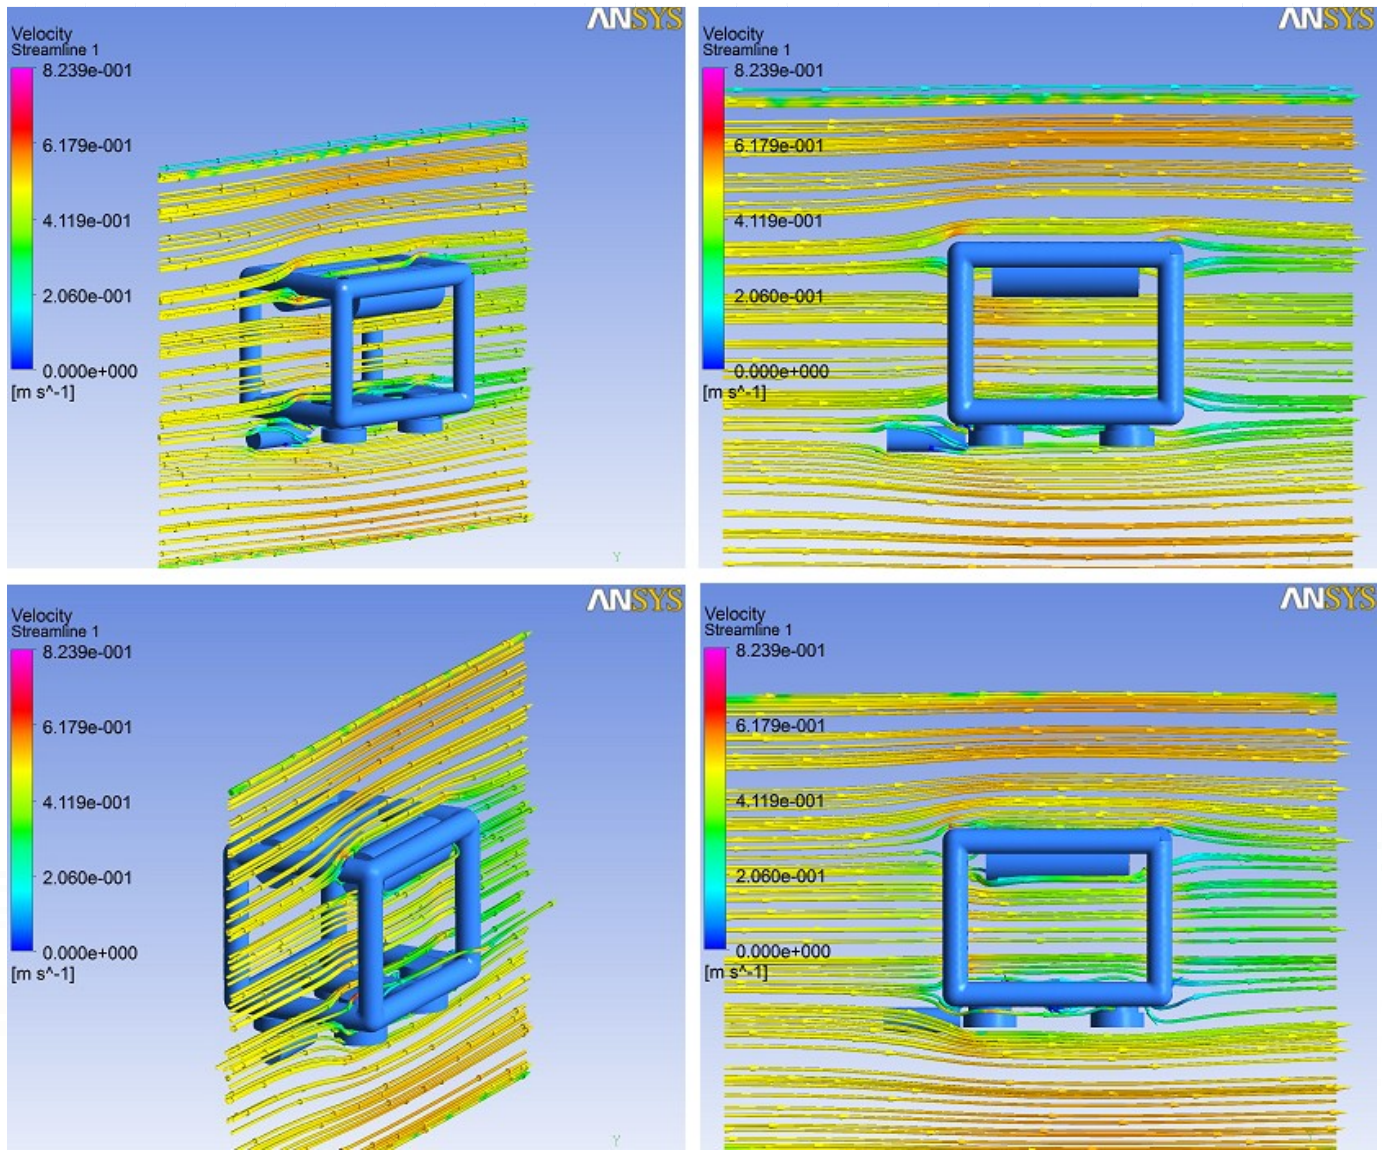 ANSYS
Velocity
Streamline 1
8.239e-001
6.179e-001
4.119e-001
2.060e-001
0.000e+000
[m s^-1]
Y
ANSYS
Velocity
Streamline 1
8.239e-001
6.179e-001
4.119e-001
2.060e-001
0.000e+000
[m s^-1]
Y
ANSYS
Velocity
Streamline 1
8.239e-001
6.179e-001
4.119e-001
2.060e-001
0.000e+000
[m s^-1]
Y
ANSYS
Velocity
Streamline 1
8.239e-001
6.179e-001
4.119e-001
2.060e-001
0.000e+000
[m s^-1]
Y